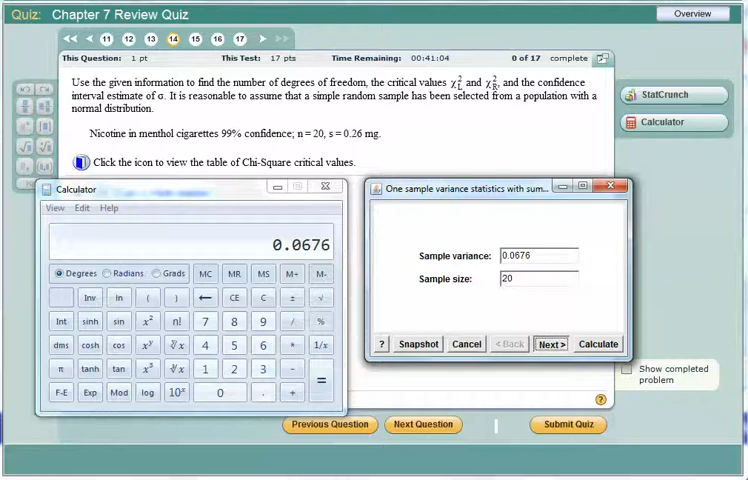 Quiz: Chapter 7 Review Quiz
Overview
11 12 13 14 15 16 17
This Question: 1 pt This Test: 17 pts Time Remaining: 00:41:04 0 of 17 complete
Use the given information to find the number of degrees of freedom, the critical values χ²L and χ²R, and the confidence
interval estimate of σ. It is reasonable to assume that a simple random sample has been selected from a population with a
normal distribution.
Nicotine in menthol cigarettes 99% confidence; n = 20, s = 0.26 mg.
Click the icon to view the table of Chi-Square critical values.
StatCrunch
Calculator
Calculator
View Edit Help
0.0676
Degrees Radians Grads MC MR MS M+ M-
Inv ln ( ) ← CE C ± √
Int sinh sin x² n! 7 8 9 / %
dms cosh cos xʸ ʸ√x 4 5 6 * 1/x
π tanh tan x³ ³√x 1 2 3 - =
F-E Exp Mod log 10ˣ 0 . +
One sample variance statistics with sum...
Sample variance: 0.0676
Sample size: 20
? Snapshot Cancel < Back Next > Calculate
Show completed
problem
?
Previous Question Next Question Submit Quiz